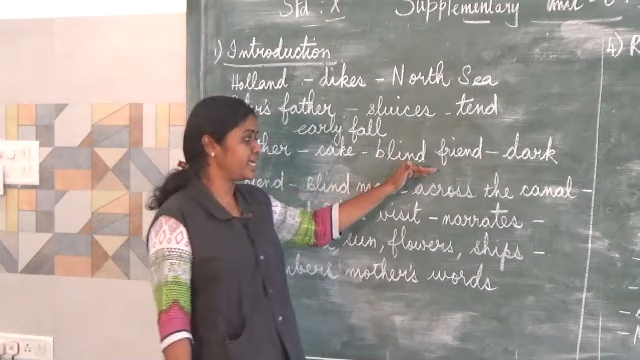 Std : X Supplementary
1) Introduction
Holland - dikes - North Sea
father - sluices - tend
early fall
- cake - blind friend - dark
- blind across the canal -
visit - narrates -
sun, flowers, ships -
mother's words
4)